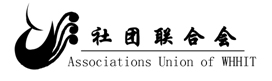 社团联合会
Associations Union of WHHIT